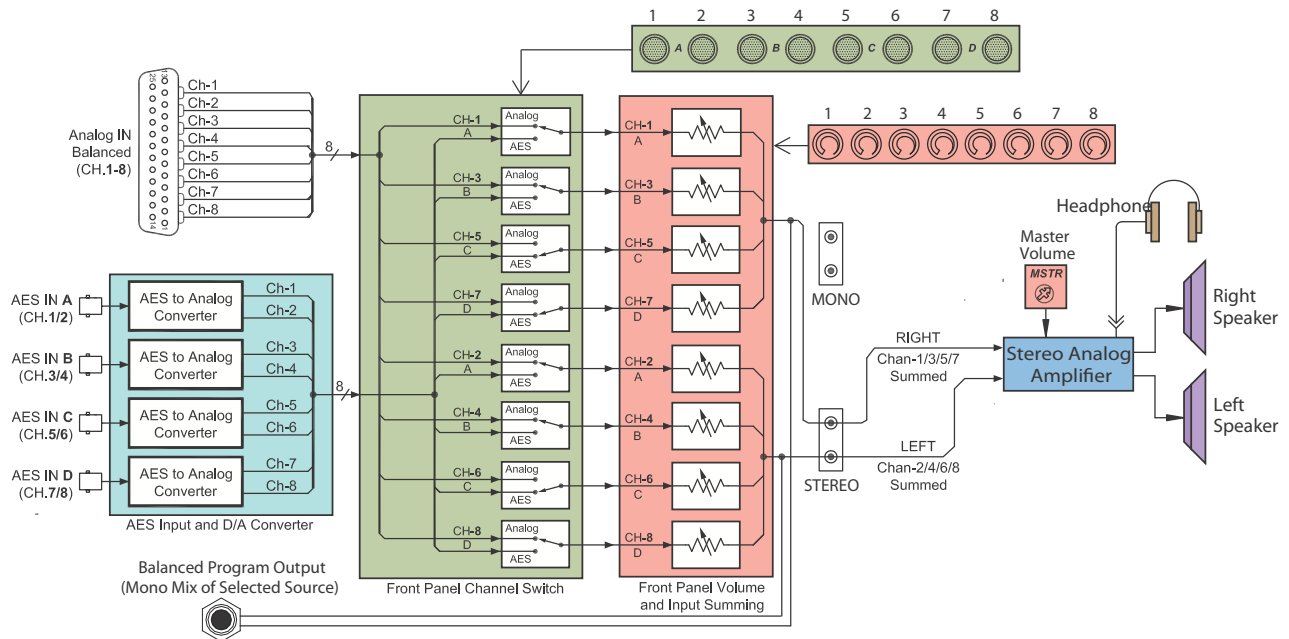 1 2 3 4 5 6 7 8
A B C D
25 13
14 1
Analog IN
Balanced
(CH.1-8)
Ch-1
Ch-2
Ch-3
Ch-4
Ch-5
Ch-6
Ch-7
Ch-8
8
CH-1
A
Analog
AES
CH-3
B
Analog
AES
CH-5
C
Analog
AES
CH-7
D
Analog
AES
CH-2
A
Analog
AES
CH-4
B
Analog
AES
CH-6
C
Analog
AES
CH-8
D
Analog
AES
Front Panel Channel Switch
CH-1
A
CH-3
B
CH-5
C
CH-7
D
CH-2
A
CH-4
B
CH-6
C
CH-8
D
Front Panel Volume
and Input Summing
1 2 3 4 5 6 7 8
AES IN A
(CH.1/2)
AES IN B
(CH.3/4)
AES IN C
(CH.5/6)
AES IN D
(CH.7/8)
AES to Analog
Converter
AES to Analog
Converter
AES to Analog
Converter
AES to Analog
Converter
Ch-1
Ch-2
Ch-3
Ch-4
Ch-5
Ch-6
Ch-7
Ch-8
8
AES Input and D/A Converter
Balanced Program Output
(Mono Mix of Selected Source)
MONO
STEREO
RIGHT
Chan-1/3/5/7
Summed
LEFT
Chan-2/4/6/8
Summed
Master
Volume
MSTR
Headphone
Stereo Analog
Amplifier
Right
Speaker
Left
Speaker